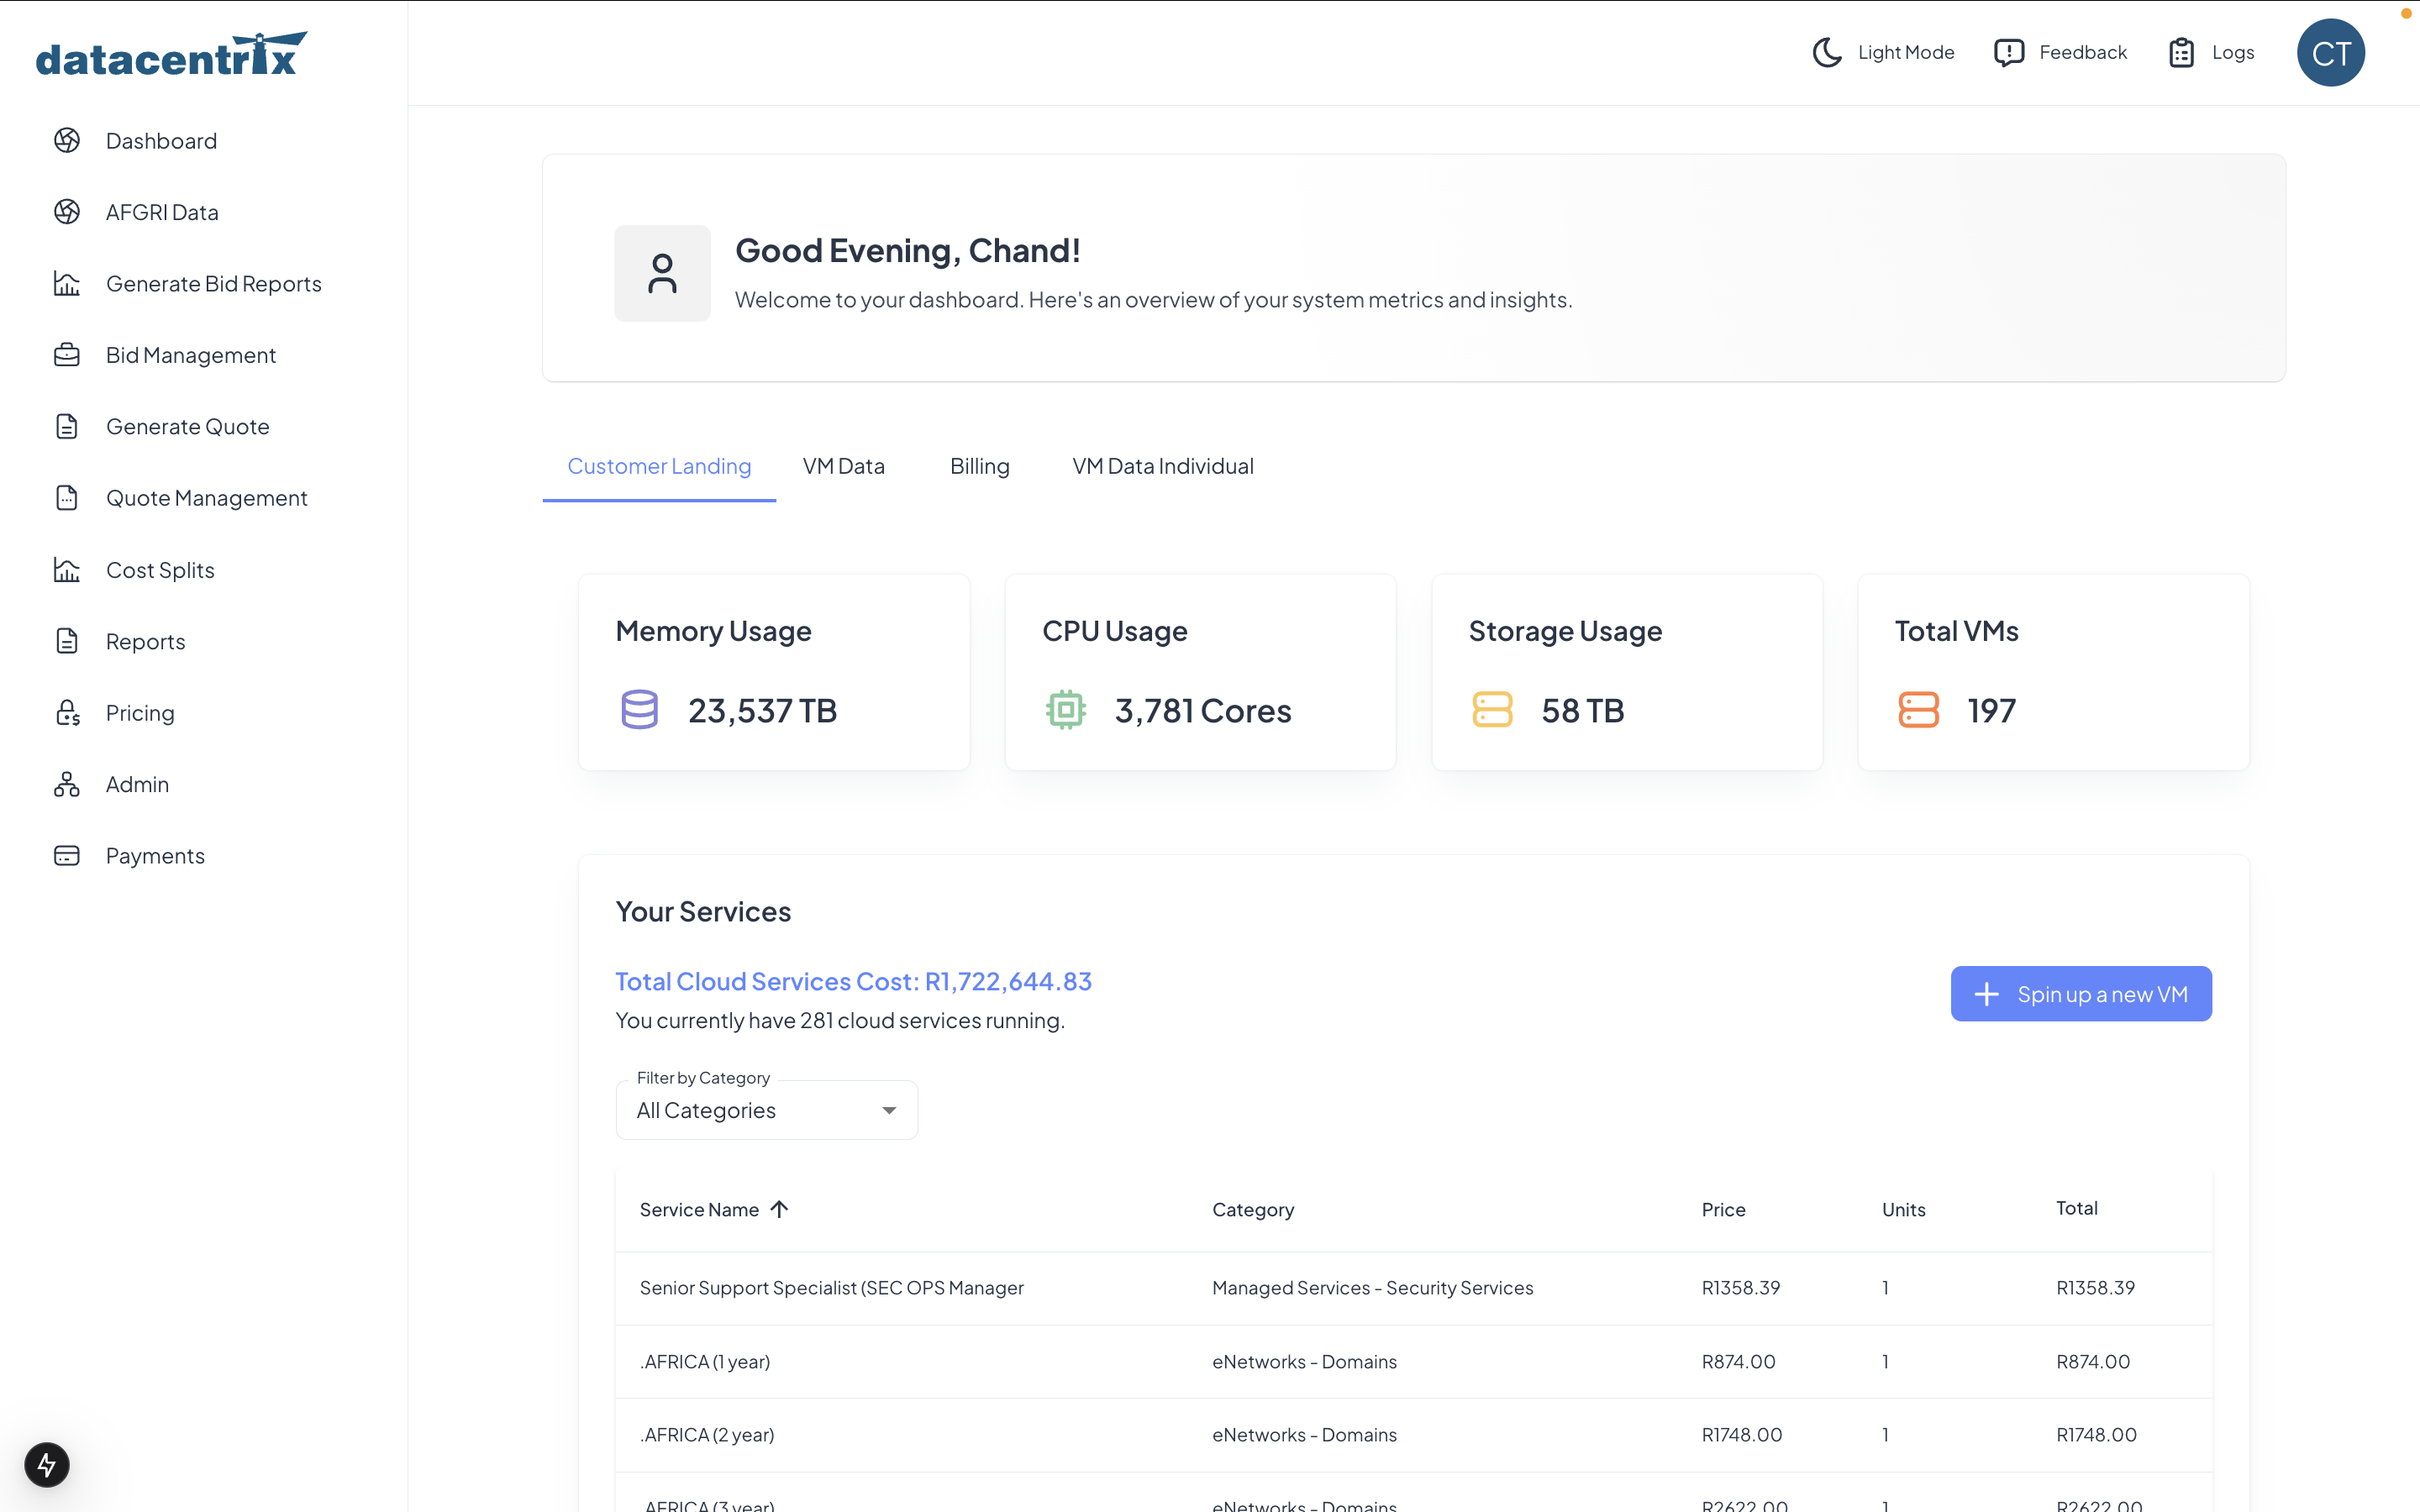 datacentrix
Light Mode
Feedback
Logs
CT
Dashboard
AFGRI Data
Generate Bid Reports
Bid Management
Generate Quote
Quote Management
Cost Splits
Reports
Pricing
Admin
Payments
Good Evening, Chand!
Welcome to your dashboard. Here's an overview of your system metrics and insights.
Customer Landing
VM Data
Billing
VM Data Individual
Memory Usage
23,537 TB
CPU Usage
3,781 Cores
Storage Usage
58 TB
Total VMs
197
Your Services
Total Cloud Services Cost: R1,722,644.83
You currently have 281 cloud services running.
Spin up a new VM
Filter by Category
All Categories
Service Name Category Price Units Total
Senior Support Specialist (SEC OPS Manager Managed Services - Security Services R1358.39 1 R1358.39
.AFRICA (1 year) eNetworks - Domains R874.00 1 R874.00
.AFRICA (2 year) eNetworks - Domains R1748.00 1 R1748.00
.AFRICA (3 year) eNetworks - Domains R2622.00 1 R2622.00